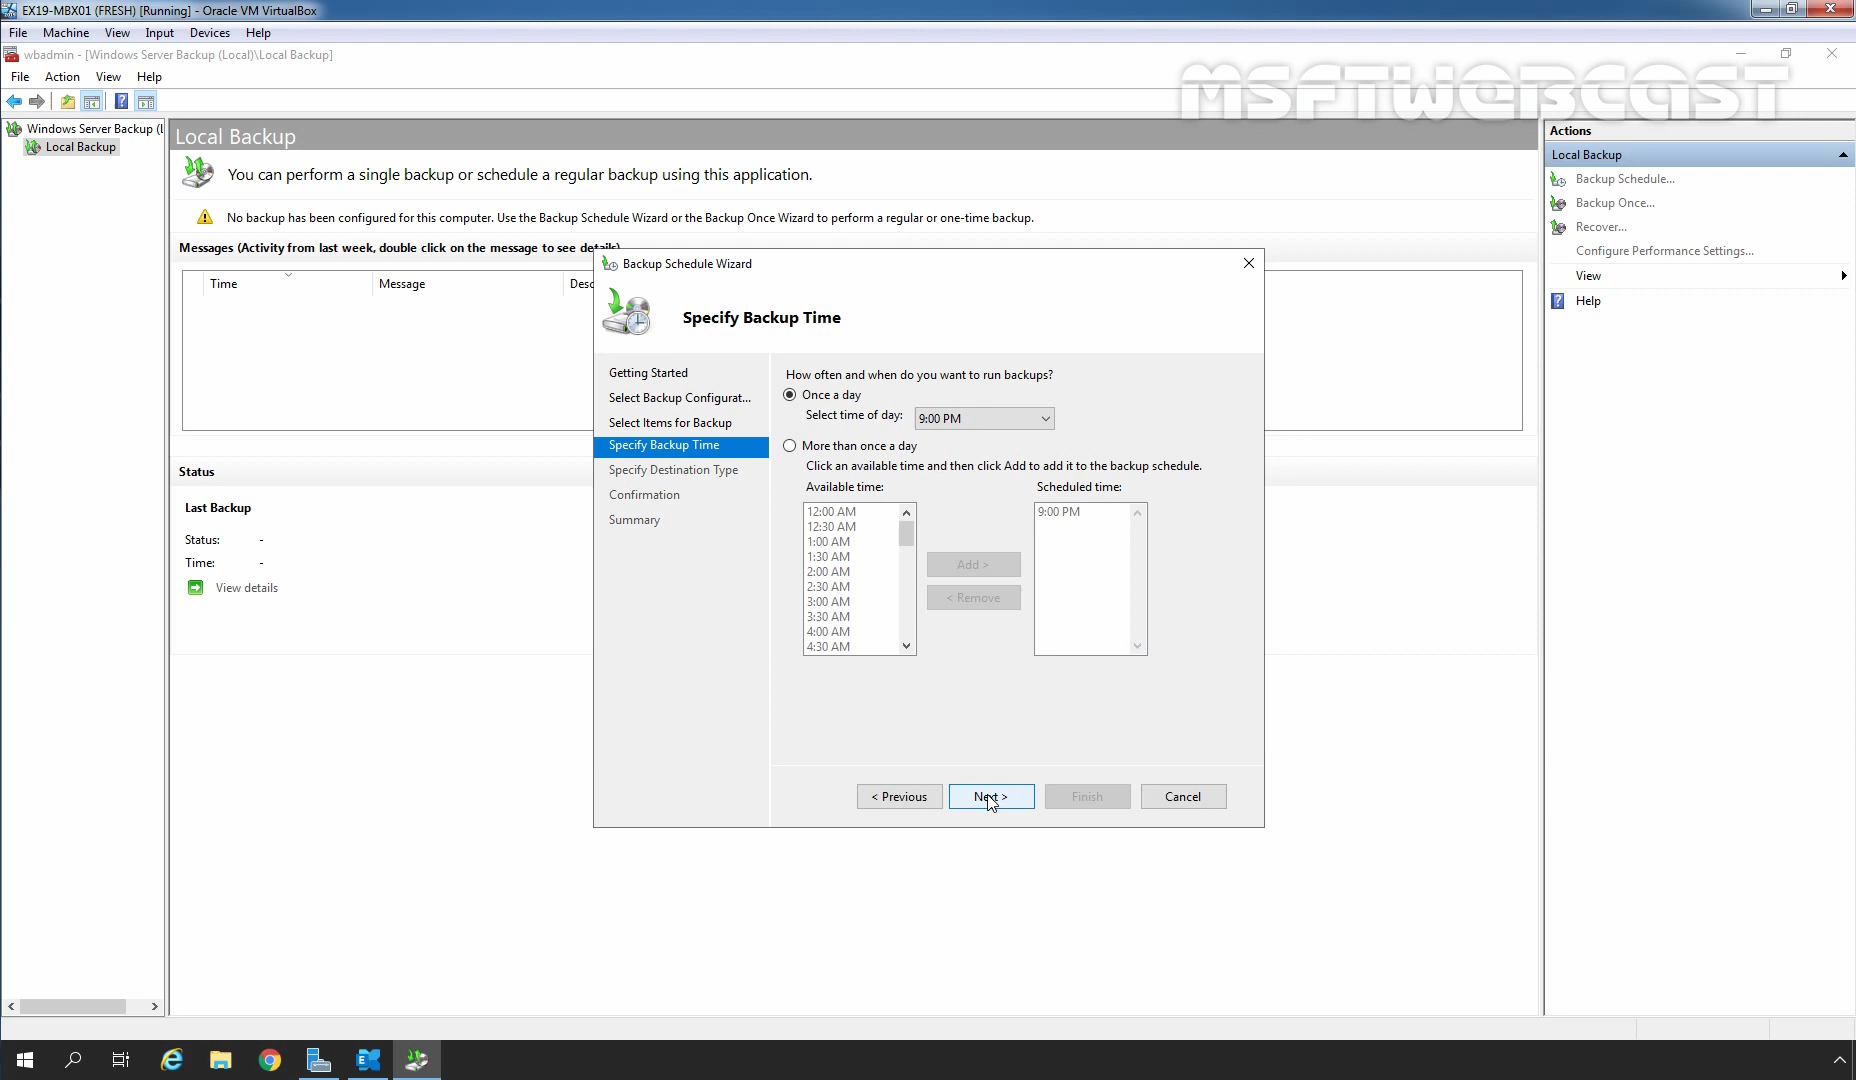 EX19-MBX01 (FRESH) [Running] - Oracle VM VirtualBox
File Machine View Input Devices Help
wbadmin - [Windows Server Backup (Local)\Local Backup]
File Action View Help
MSFTWEBCAST
Windows Server Backup (L
Local Backup
Local Backup
You can perform a single backup or schedule a regular backup using this application.
No backup has been configured for this computer. Use the Backup Schedule Wizard or the Backup Once Wizard to perform a regular or one-time backup.
Messages (Activity from last week, double click on the message to see details)
Time Message Desc
Status
Last Backup
Status: -
Time: -
View details
Backup Schedule Wizard
Specify Backup Time
Getting Started
Select Backup Configurat...
Select Items for Backup
Specify Backup Time
Specify Destination Type
Confirmation
Summary
How often and when do you want to run backups?
Once a day
Select time of day: 9:00 PM
More than once a day
Click an available time and then click Add to add it to the backup schedule.
Available time: Scheduled time:
12:00 AM
12:30 AM
1:00 AM
1:30 AM
2:00 AM
2:30 AM
3:00 AM
3:30 AM
4:00 AM
4:30 AM
Add >
< Remove
9:00 PM
< Previous Next > Finish Cancel
Actions
Local Backup
Backup Schedule...
Backup Once...
Recover...
Configure Performance Settings...
View
Help